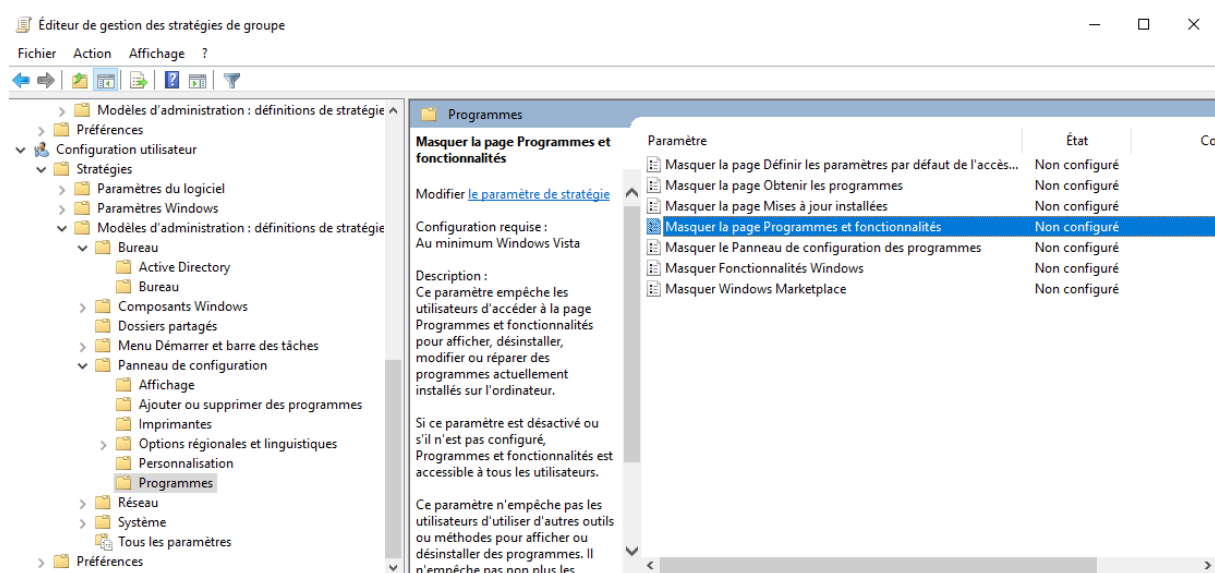 Éditeur de gestion des stratégies de groupe
Fichier Action Affichage ?
Modèles d'administration : définitions de stratégie
Préférences
Configuration utilisateur
Stratégies
Paramètres du logiciel
Paramètres Windows
Modèles d'administration : définitions de stratégie
Bureau
Active Directory
Bureau
Composants Windows
Dossiers partagés
Menu Démarrer et barre des tâches
Panneau de configuration
Affichage
Ajouter ou supprimer des programmes
Imprimantes
Options régionales et linguistiques
Personnalisation
Programmes
Réseau
Système
Tous les paramètres
Préférences
Programmes
Masquer la page Programmes et
fonctionnalités
Modifier le paramètre de stratégie
Configuration requise :
Au minimum Windows Vista
Description :
Ce paramètre empêche les
utilisateurs d'accéder à la page
Programmes et fonctionnalités
pour afficher, désinstaller,
modifier ou réparer des
programmes actuellement
installés sur l'ordinateur.
Si ce paramètre est désactivé ou
s'il n'est pas configuré,
Programmes et fonctionnalités est
accessible à tous les utilisateurs.
Ce paramètre n'empêche pas les
utilisateurs d'utiliser d'autres outils
ou méthodes pour afficher ou
désinstaller des programmes. Il
n'empêche pas non plus les
Paramètre État Co
Masquer la page Définir les paramètres par défaut de l'accès... Non configuré
Masquer la page Obtenir les programmes Non configuré
Masquer la page Mises à jour installées Non configuré
Masquer la page Programmes et fonctionnalités Non configuré
Masquer le Panneau de configuration des programmes Non configuré
Masquer Fonctionnalités Windows Non configuré
Masquer Windows Marketplace Non configuré